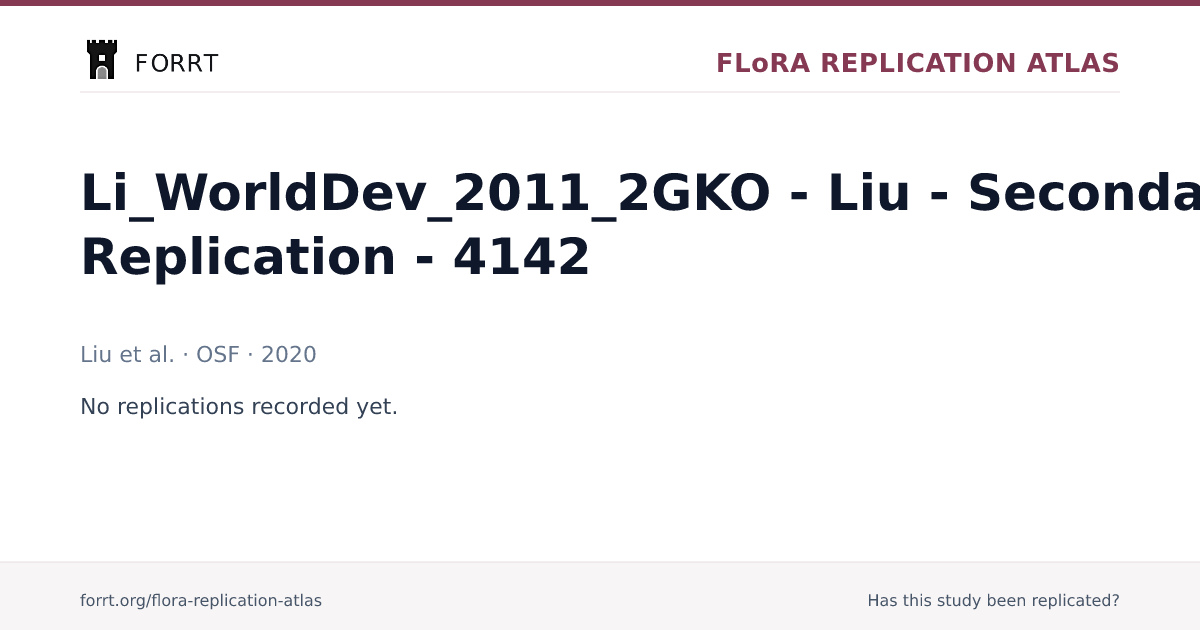 FORRT
FLoRA REPLICATION ATLAS
Li_WorldDev_2011_2GKO - Liu - Seconda
Replication - 4142
Liu et al. · OSF · 2020
No replications recorded yet.
forrt.org/flora-replication-atlas
Has this study been replicated?